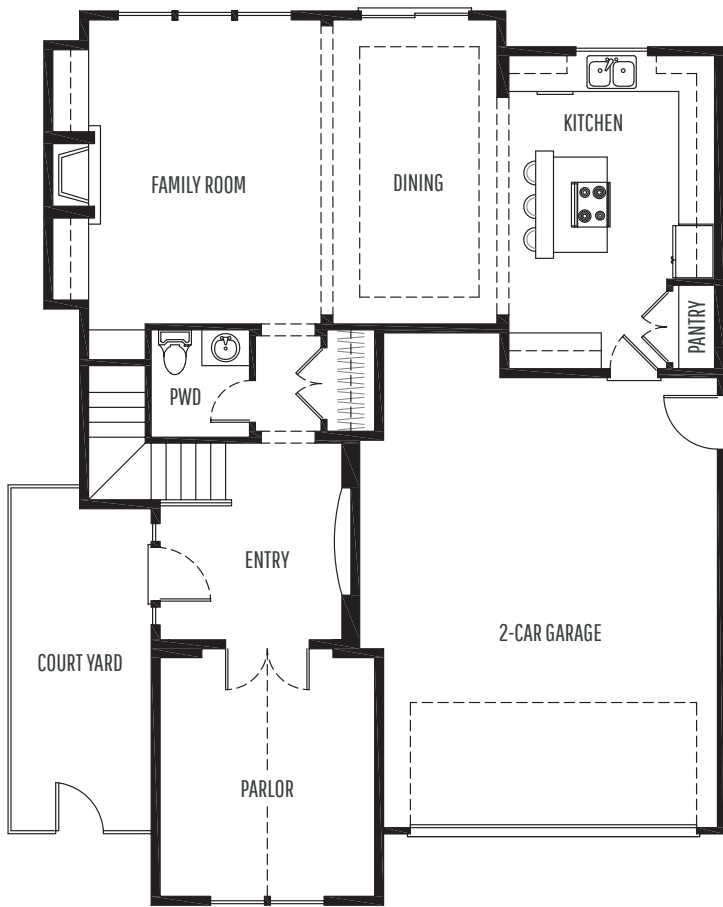 KITCHEN
FAMILY ROOM
DINING
PANTRY
PWD
ENTRY
2-CAR GARAGE
COURT YARD
PARLOR